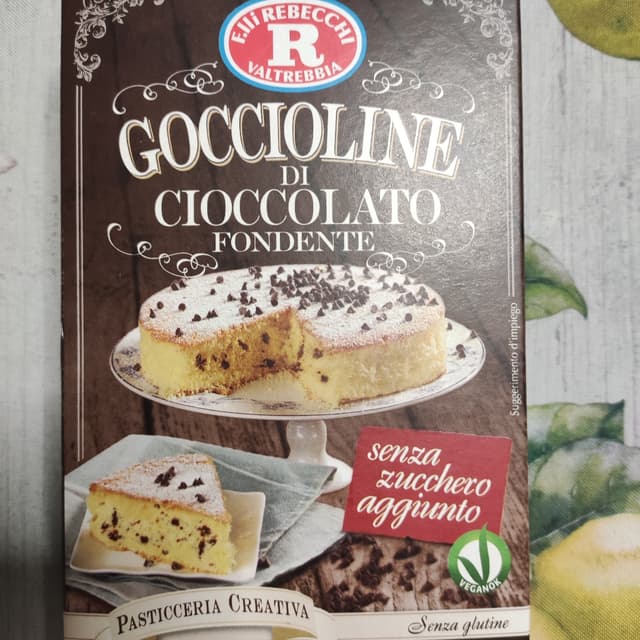 F.lli REBECCHI
R
VALTREBBIA
GOCCIOLINE
DI
CIOCCOLATO
FONDENTE
Suggerimento d'impiego
senza
zucchero
aggiunto
VEGANOK
PASTICCERIA CREATIVA
Senza glutine